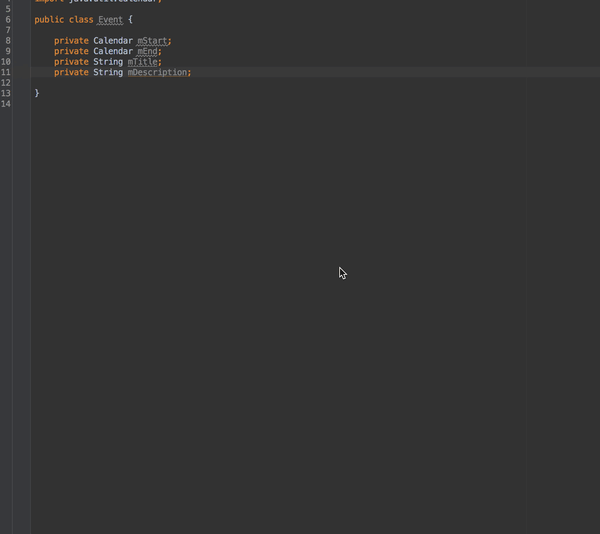 5
6 public class Event {
7
8 private Calendar mStart;
9 private Calendar mEnd;
10 private String mTitle;
11 private String mDescription;
12
13 }
14